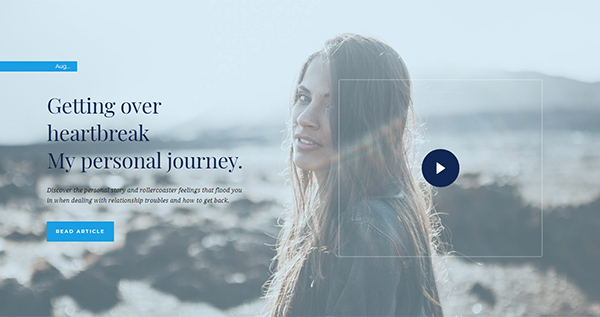 Aug..
Getting over
heartbreak
My personal journey.
Discover the personal story and rollercoaster feelings that flood you
in when dealing with relationship troubles and how to get back.
READ ARTICLE